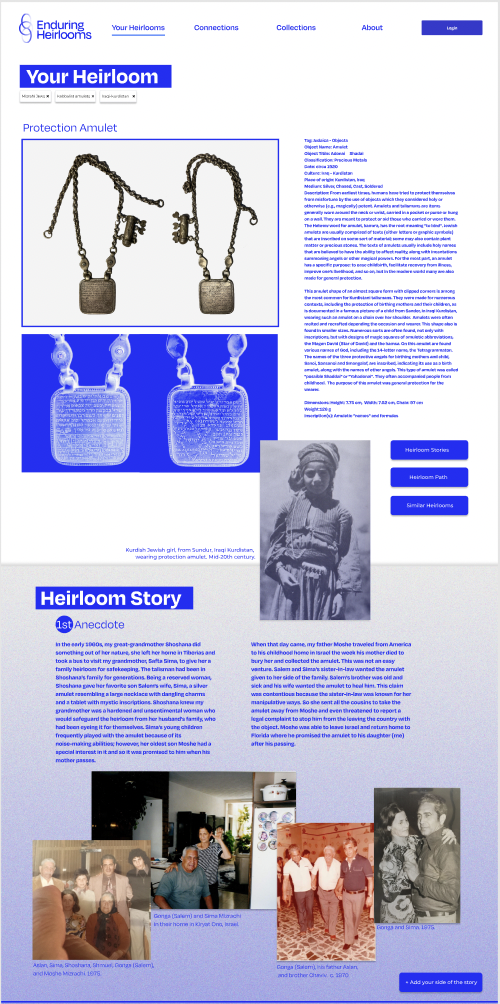 Enduring
Heirlooms
Your Heirlooms
Connections
Collections
About
Login
Your Heirloom
Mizrahi Jews ×
Iraqi-Kurdistan ×
Protection Amulet
Tag: Judaica - Objects
Object Name: Amulet
Object Title: Adonai Shadai
Classification: Precious Metals
Date: circa 1920
Culture: Iraq - Kurdistan
Place of origin: Kurdistan, Iraq
Medium: Silver, Chased, Cast, Soldered
Description: From earliest times, humans have tried to protect themselves
from misfortune by the use of objects which they considered holy or
otherwise (e.g., magically) potent. Amulets and talismans are items
generally worn around the neck or wrist, carried in a pocket or purse or hung
on a wall. They are meant to protect or aid those who carried or wore them.
The Hebrew word for amulet, kamea, has the root meaning "to bind". Jewish
amulets are usually comprised of texts (either letters or graphic symbols)
that are inscribed on some sort of material; some may also contain plant
matter or precious stones. The texts of amulets usually include holy names
that are believed to have the ability to affect reality, along with incantations
summoning angels or other magical powers. For the most part, an amulet
has a specific purpose: to ease childbirth, facilitate recovery from illness,
improve one's livelihood, and so on, but in the modern world many are also
made for general protection.
This amulet shape of an almost square form with clipped corners is among
the most common for Kurdistan talismans. They were made for numerous
contexts, including the protection of birthing mothers and their children, as
is documented in a famous picture of a child from Sundur, in Iraqi Kurdistan,
wearing such an amulet on a chain over her shoulder. Amulets were often
melted and recrafted depending the occasion and wearer. This shape also is
found in smaller sizes. Numerous sorts are often found, not only with
inscriptions, but with designs of magic squares of amuletic abbreviations,
the Magen David (Star of David) and the hamsa. On this amulet are found
various names of God, including the 14-letter name, the Tetragrammaton.
The names of the three protective angels for birthing mothers and child,
Sinoi, Sansanoi and Smangalof, are inscribed, indicating its use as a birth
amulet, along with the names of other angels. This type of amulet was called
children. The purpose of this amulet was general protection for the
wearer.
Dimensions: Height: 7.75 cm, Width: 7.52 cm, Chain: 57 cm
Weight:126 g
Inscription(s): Amuletic "names" and formulas
Heirloom Stories
Heirloom Path
Similar Heirlooms
Kurdish Jewish girl, from Sundur, Iraqi Kurdistan,
wearing protection amulet, Mid-20th century.
Heirloom Story
1st Anecdote
In the early 1960s, my great-grandmother Shoshana did
something out of her nature, she left her home in Tiberias and
took a bus to visit my grandmother, Safta Sima, to give her a
family heirloom for safekeeping. The talisman had been in
Shoshana's family for generations. Being a reserved woman,
Shoshana gave her favorite son Salem's wife, Sima, a silver
amulet resembling a large necklace with dangling charms
and a tablet with mystic inscriptions. Shoshana knew my
grandmother was a hardened and unsentimental woman who
would safeguard the heirloom from her husband's family, who
had been eyeing it for themselves. Sima's young children
frequently played with the amulet because of its
noise-making abilities; however, her oldest son Moshe had a
special interest in it and so it was promised to him when his
mother passes.
When that day came, my father Moshe traveled from America
to his childhood home in Israel the week his mother died to
bury her and collected the amulet. This was not an easy
venture. Salem and Sima's sister-in-law wanted the amulet
given to her side of the family. Salem's brother was old and
sick and his wife wanted the amulet to heal him. This claim
was contentious because the sister-in-law was known for her
manipulative ways. So she sent all the cousins to take the
amulet away from Moshe and even threatened to report a
legal complaint to stop him from the leaving the country with
the object. Moshe was able to leave Israel and return home to
Florida where he promised the amulet to his daughter (me)
after his passing.
Gonga (Salem) and Sima Mizrachi
in their home in Kiryat Ono, Israel.
Gonga and Sima, 1975.
Aslan, Sima, Shoshana, Shmuel, Gonga (Salem),
and Moshe Mizrachi, 1975.
Gonga (Salem), his father Aslan,
and brother c. 1970
+ Add your side of the story